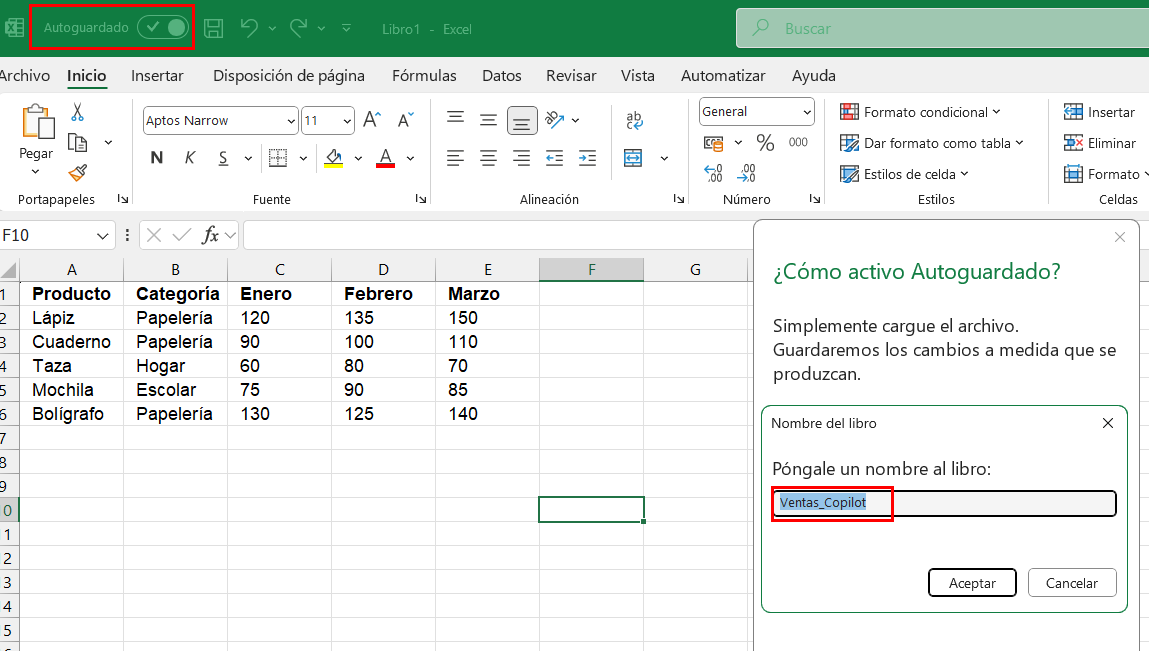 Autoguardado Libro1 - Excel Buscar
Archivo Inicio Insertar Disposición de página Fórmulas Datos Revisar Vista Automatizar Ayuda
Pegar
Portapapeles
Aptos Narrow 11
N K S
Fuente
ab
Alineación
General
% 000
Número
Formato condicional
Dar formato como tabla
Estilos de celda
Estilos
Insertar
Eliminar
Formato
Celdas
F10 fx
A B C D E F G
1 Producto Categoría Enero Febrero Marzo
2 Lápiz Papelería 120 135 150
3 Cuaderno Papelería 90 100 110
4 Taza Hogar 60 80 70
5 Mochila Escolar 75 90 85
6 Bolígrafo Papelería 130 125 140
7
8
9
0
1
2
3
4
5
¿Cómo activo Autoguardado?
Simplemente cargue el archivo.
Guardaremos los cambios a medida que se
produzcan.
Nombre del libro
Póngale un nombre al libro:
Ventas_Copilot
Aceptar Cancelar